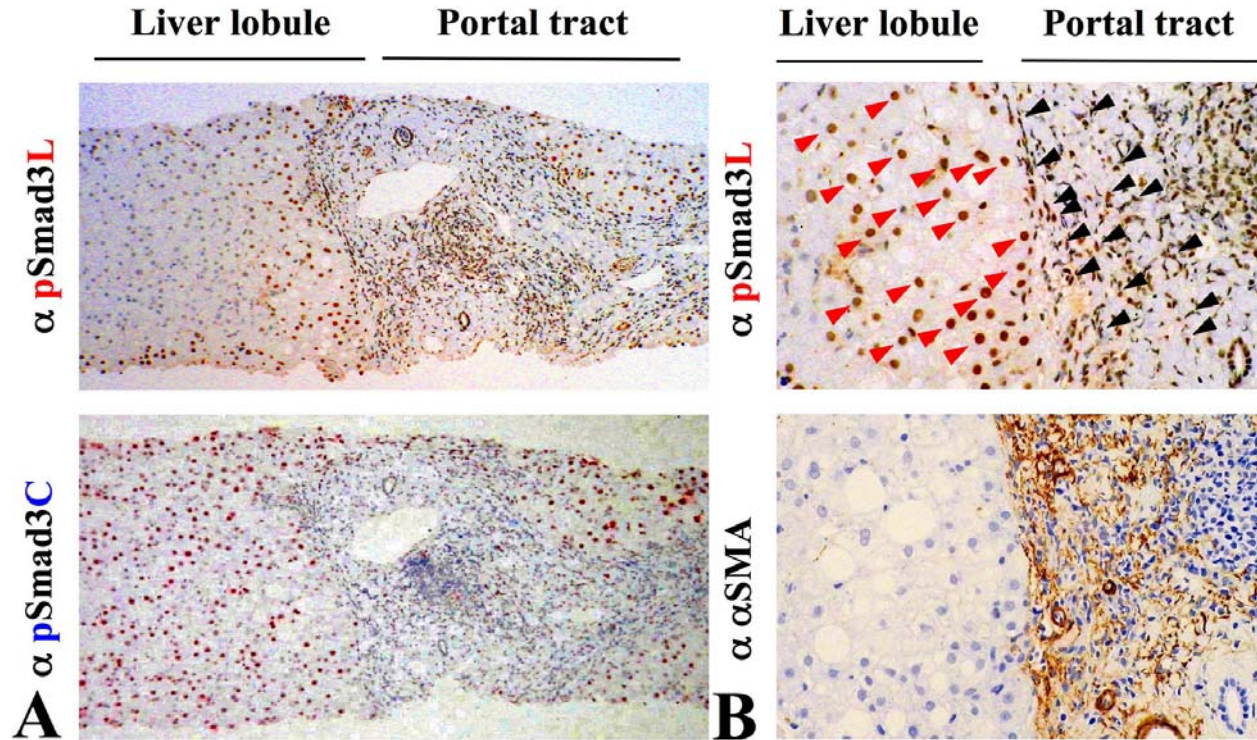 Liver lobule Portal tract Liver lobule Portal tract
α pSmad3L
α pSmad3L
α pSmad3C
α αSMA
A
B